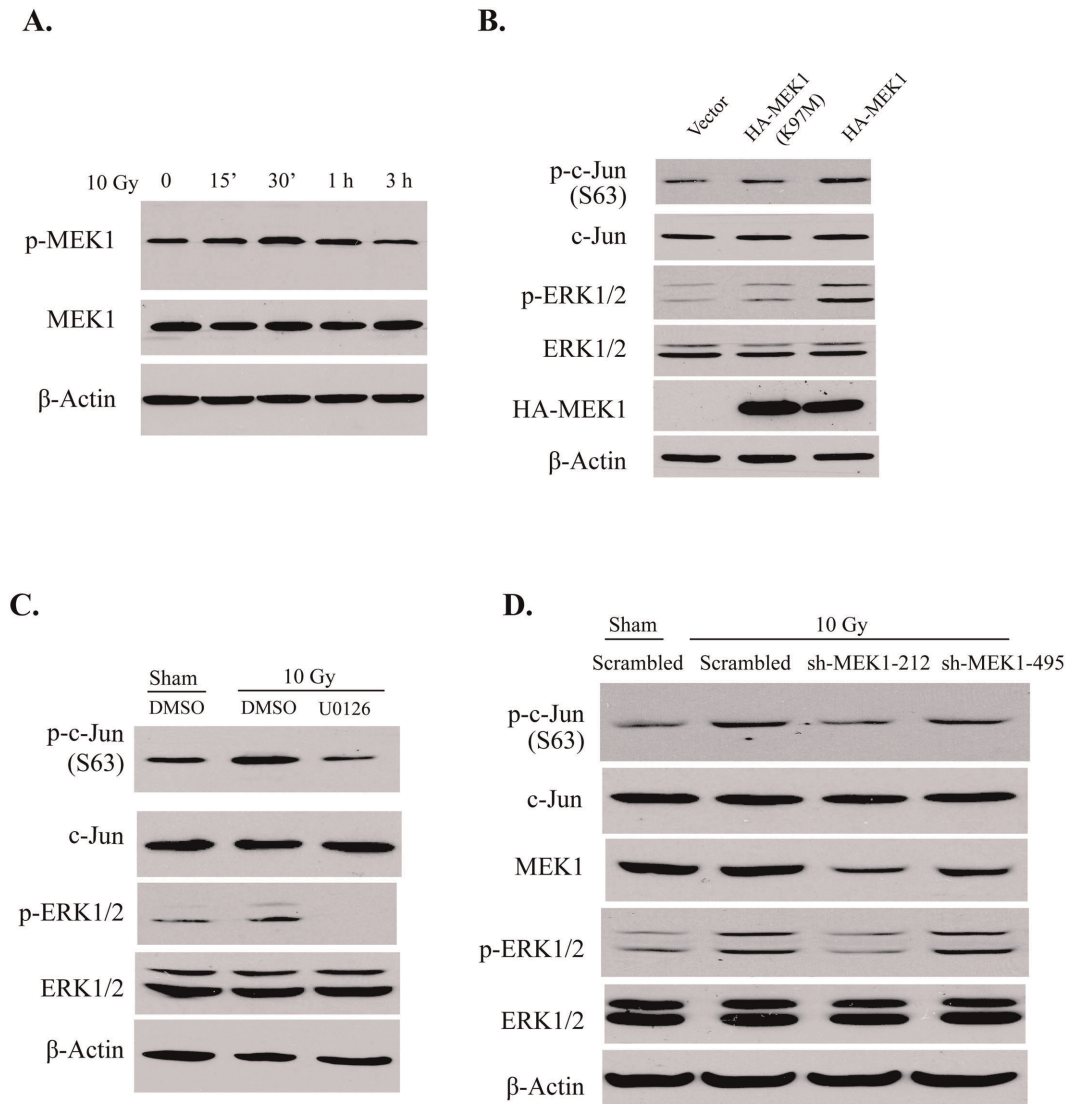 A.
10 Gy 0 15’ 30’ 1 h 3 h
p-MEK1
MEK1
β-Actin
B.
Vector
HA-MEK1
(K97M)
HA-MEK1
p-c-Jun
(S63)
c-Jun
p-ERK1/2
ERK1/2
HA-MEK1
β-Actin
C.
Sham 10 Gy
DMSO DMSO U0126
p-c-Jun
(S63)
c-Jun
p-ERK1/2
ERK1/2
β-Actin
D.
Sham 10 Gy
Scrambled Scrambled sh-MEK1-212 sh-MEK1-495
p-c-Jun
(S63)
c-Jun
MEK1
p-ERK1/2
ERK1/2
β-Actin